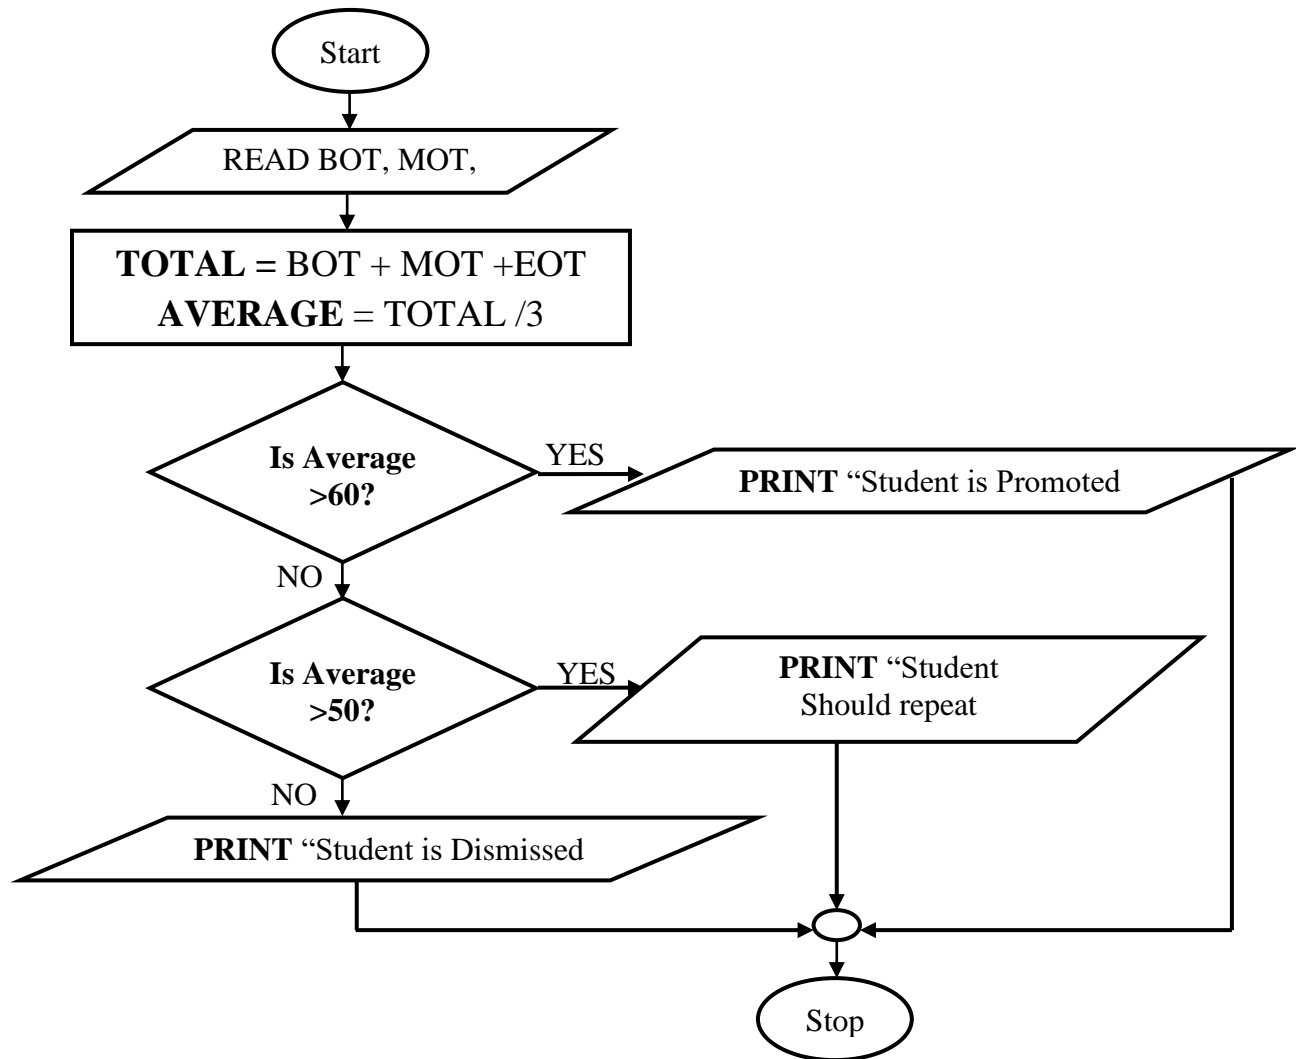 Start
READ BOT, MOT,
TOTAL = BOT + MOT +EOT
AVERAGE = TOTAL /3
Is Average
>60?
YES
PRINT “Student is Promoted
NO
Is Average
>50?
YES
PRINT “Student
Should repeat
NO
PRINT “Student is Dismissed
Stop